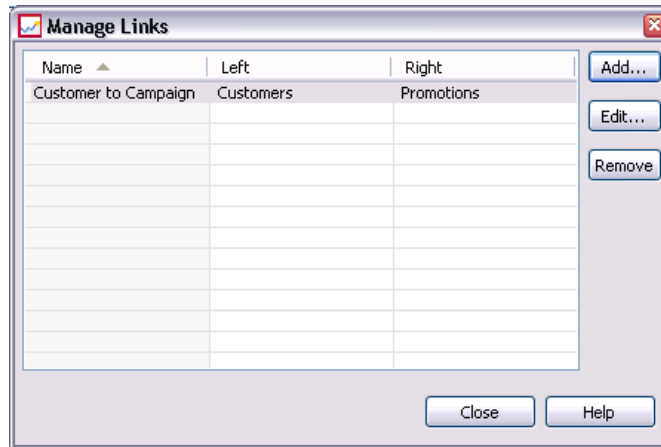 Manage Links
Name Left Right
Customer to Campaign Customers Promotions
Add...
Edit...
Remove
Close Help